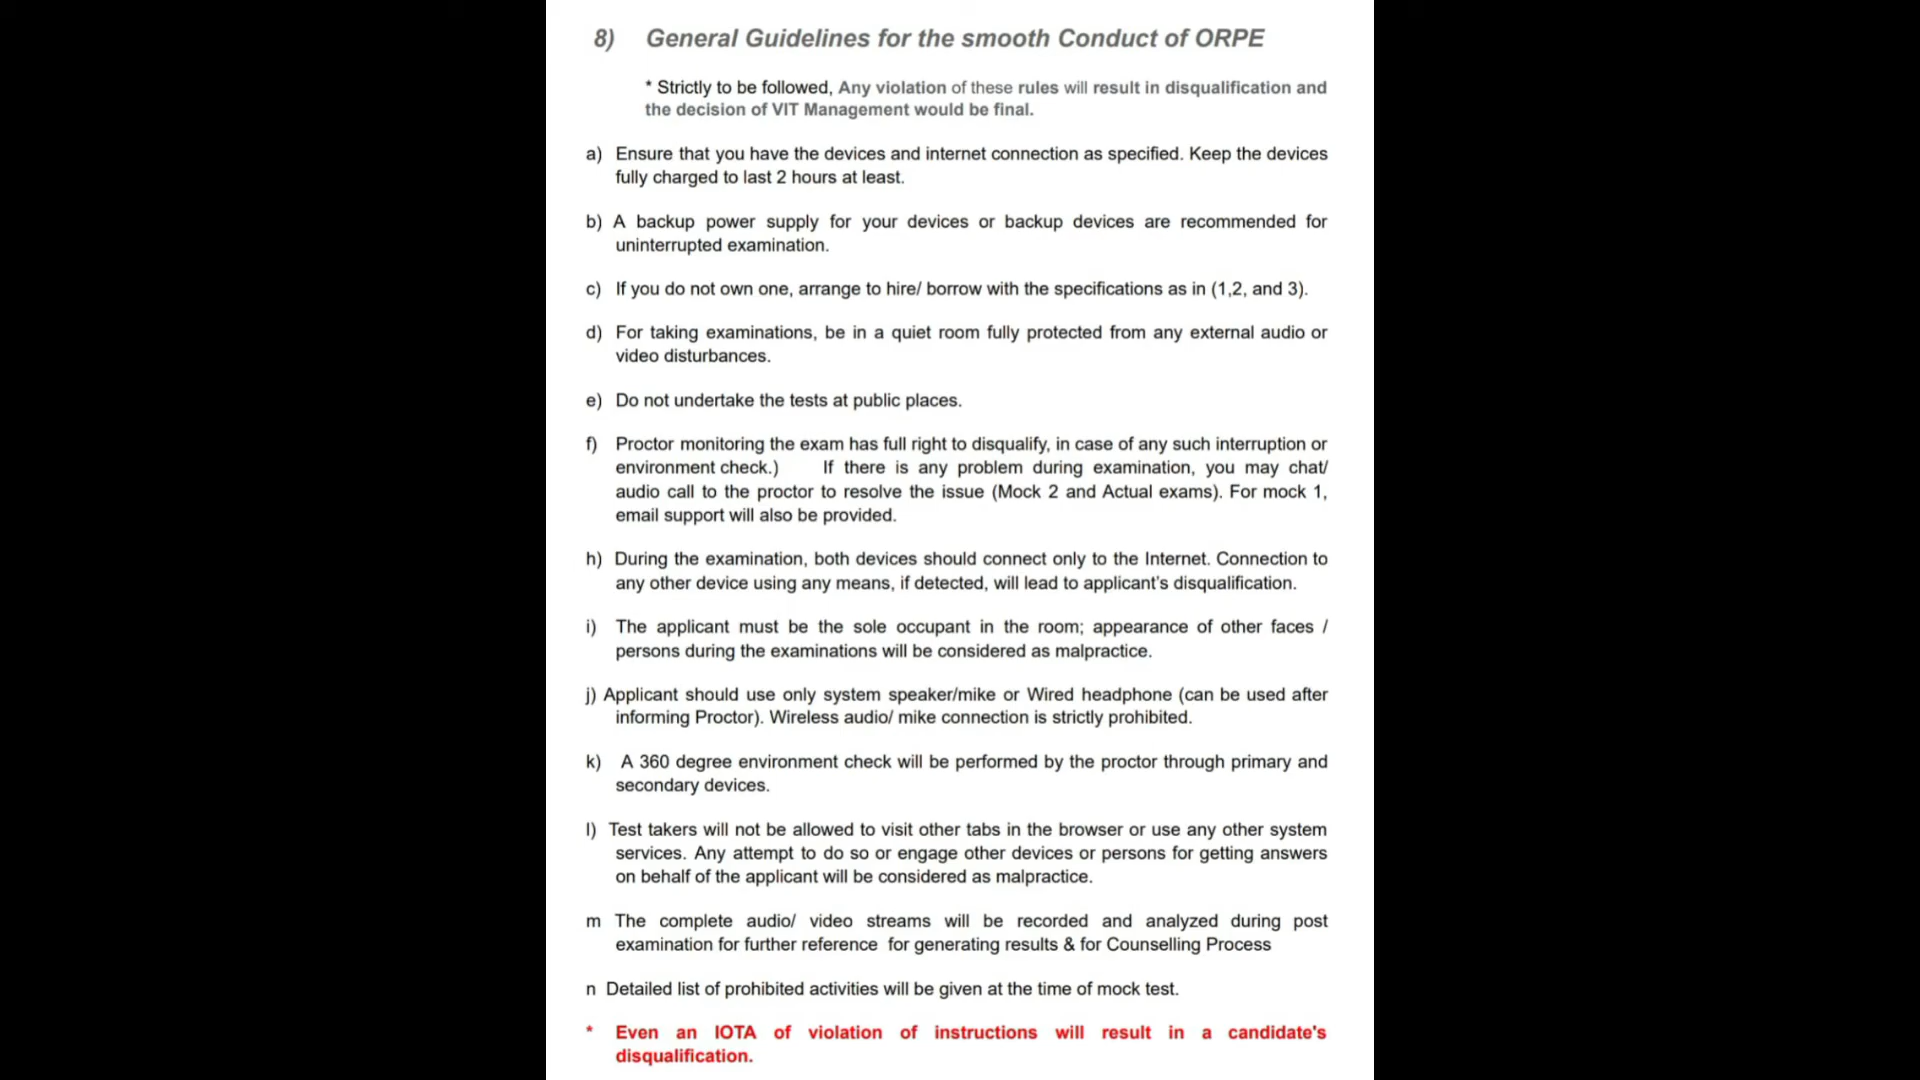 8) General Guidelines for the smooth Conduct of ORPE
* Strictly to be followed, Any violation of these rules will result in disqualification and
the decision of VIT Management would be final.
a) Ensure that you have the devices and internet connection as specified. Keep the devices
fully charged to last 2 hours at least.
b) A backup power supply for your devices or backup devices are recommended for
uninterrupted examination.
c) If you do not own one, arrange to hire/ borrow with the specifications as in (1,2, and 3).
d) For taking examinations, be in a quiet room fully protected from any external audio or
video disturbances.
e) Do not undertake the tests at public places.
f) Proctor monitoring the exam has full right to disqualify, in case of any such interruption or
environment check.) If there is any problem during examination, you may chat/
audio call to the proctor to resolve the issue (Mock 2 and Actual exams). For mock 1,
email support will also be provided.
h) During the examination, both devices should connect only to the Internet. Connection to
any other device using any means, if detected, will lead to applicant's disqualification.
i) The applicant must be the sole occupant in the room; appearance of other faces /
persons during the examinations will be considered as malpractice.
j) Applicant should use only system speaker/mike or Wired headphone (can be used after
informing Proctor). Wireless audio/ mike connection is strictly prohibited.
k) A 360 degree environment check will be performed by the proctor through primary and
secondary devices.
l) Test takers will not be allowed to visit other tabs in the browser or use any other system
services. Any attempt to do so or engage other devices or persons for getting answers
on behalf of the applicant will be considered as malpractice.
m The complete audio/ video streams will be recorded and analyzed during post
examination for further reference for generating results & for Counselling Process
n Detailed list of prohibited activities will be given at the time of mock test.
* Even an IOTA of violation of instructions will result in a candidate's
disqualification.